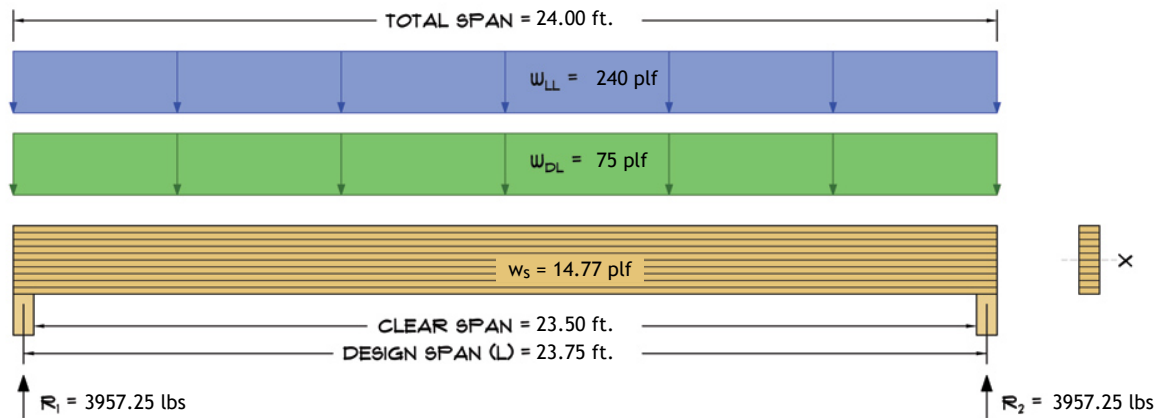 TOTAL SPAN = 24.00 ft.
wLL = 240 plf
wDL = 75 plf
ws = 14.77 plf
X
CLEAR SPAN = 23.50 ft.
DESIGN SPAN (L) = 23.75 ft.
R1 = 3957.25 lbs
R2 = 3957.25 lbs